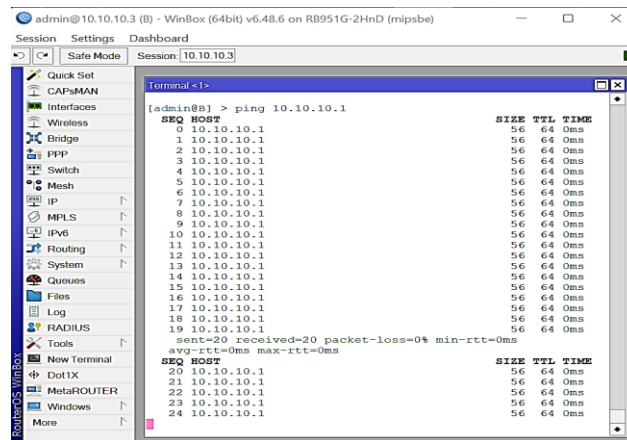 admin@10.10.10.3 (B) - WinBox (64bit) v6.48.6 on RB951G-2HnD (mipsbe)
Session Settings Dashboard
Safe Mode Session: 10.10.10.3
Quick Set
CAPsMAN
Interfaces
Wireless
Bridge
PPP
Switch
Mesh
IP
MPLS
IPv6
Routing
System
Queues
Files
Log
RADIUS
Tools
New Terminal
Dot1X
MetaROUTER
Windows
More
RouterOS WinBox
Terminal <1>
[admin@B] > ping 10.10.10.1
SEQ HOST SIZE TTL TIME
0 10.10.10.1 56 64 0ms
1 10.10.10.1 56 64 0ms
2 10.10.10.1 56 64 0ms
3 10.10.10.1 56 64 0ms
4 10.10.10.1 56 64 0ms
5 10.10.10.1 56 64 0ms
6 10.10.10.1 56 64 0ms
7 10.10.10.1 56 64 0ms
8 10.10.10.1 56 64 0ms
9 10.10.10.1 56 64 0ms
10 10.10.10.1 56 64 0ms
11 10.10.10.1 56 64 0ms
12 10.10.10.1 56 64 0ms
13 10.10.10.1 56 64 0ms
14 10.10.10.1 56 64 0ms
15 10.10.10.1 56 64 0ms
16 10.10.10.1 56 64 0ms
17 10.10.10.1 56 64 0ms
18 10.10.10.1 56 64 0ms
19 10.10.10.1 56 64 0ms
sent=20 received=20 packet-loss=0% min-rtt=0ms
avg-rtt=0ms max-rtt=0ms
SEQ HOST SIZE TTL TIME
20 10.10.10.1 56 64 0ms
21 10.10.10.1 56 64 0ms
22 10.10.10.1 56 64 0ms
23 10.10.10.1 56 64 0ms
24 10.10.10.1 56 64 0ms